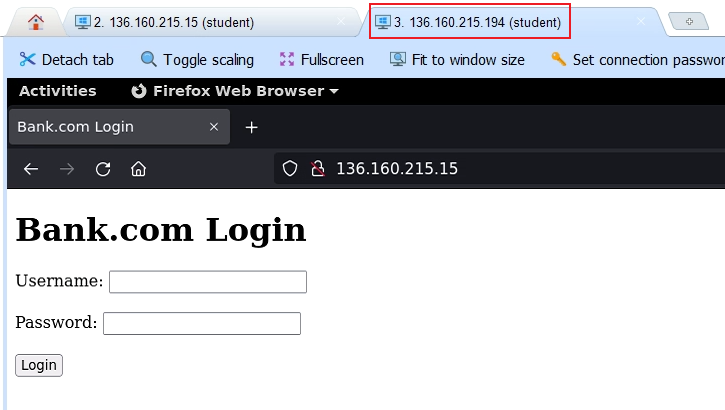 2. 136.160.215.15 (student)
3. 136.160.215.194 (student)
Detach tab
Toggle scaling
Fullscreen
Fit to window size
Set connection passwor
Activities
Firefox Web Browser
Bank.com Login
136.160.215.15
Bank.com Login
Username:
Password:
Login